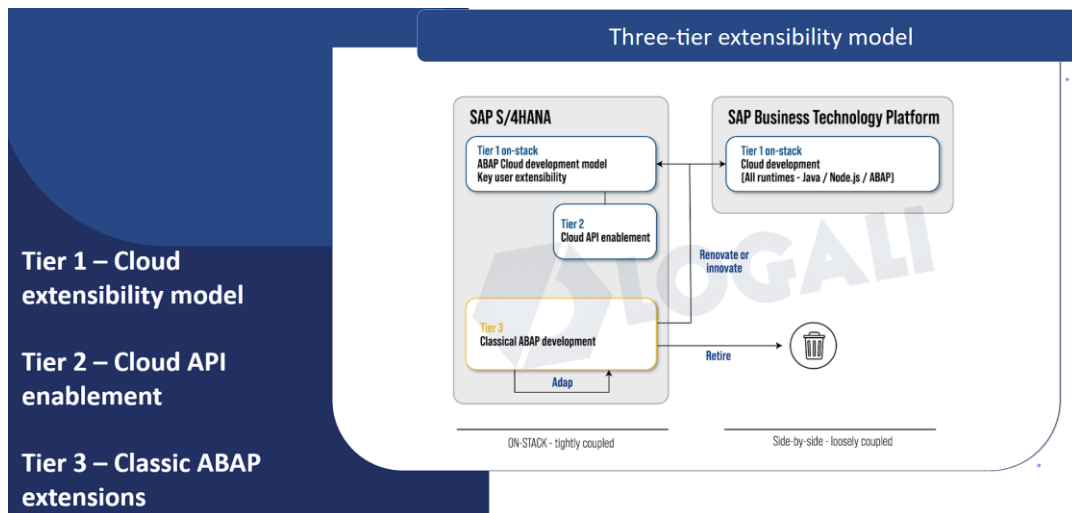 Three-tier extensibility model
Tier 1 – Cloud
extensibility model
Tier 2 – Cloud API
enablement
Tier 3 – Classic ABAP
extensions
SAP S/4HANA
Tier 1 on-stack
ABAP Cloud development model
Key user extensibility
Tier 2
Cloud API enablement
Tier 3
Classical ABAP development
Adap
SAP Business Technology Platform
Tier 1 on-stack
Cloud development
(All runtimes - Java / Node.js / ABAP)
Renovate or
innovate
Retire
ON-STACK - tightly coupled
Side-by-side - loosely coupled
LOGALI